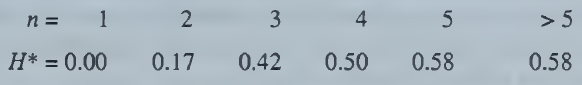 n = 1 2 3 4 5 > 5
H* = 0.00 0.17 0.42 0.50 0.58 0.58